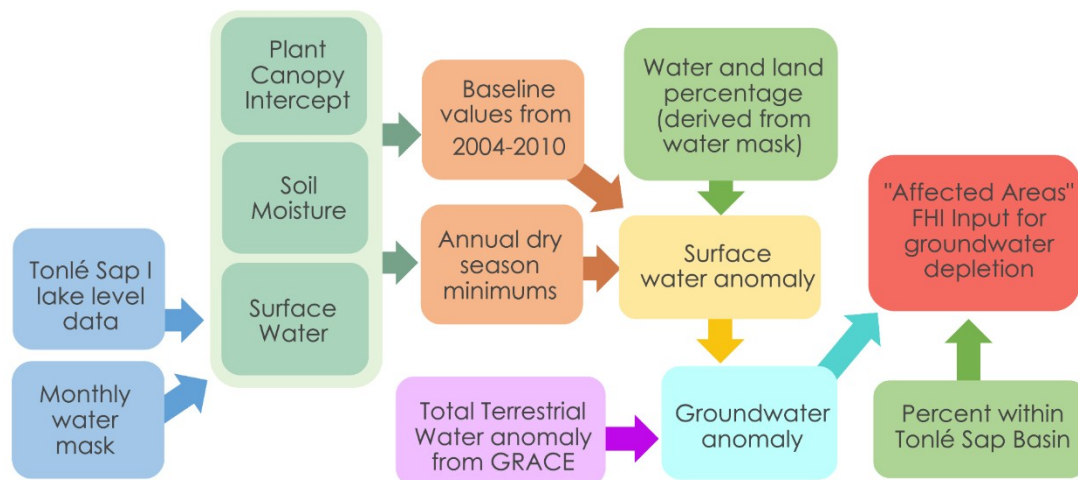 Plant
Canopy
Intercept
Soil
Moisture
Surface
Water
Tonlé Sap I
lake level
data
Monthly
water
mask
Baseline
values from
2004-2010
Annual dry
season
minimums
Water and land
percentage
(derived from
water mask)
Surface
water anomaly
Total Terrestrial
Water anomaly
from GRACE
Groundwater
anomaly
"Affected Areas"
FHI Input for
groundwater
depletion
Percent within
Tonlé Sap Basin